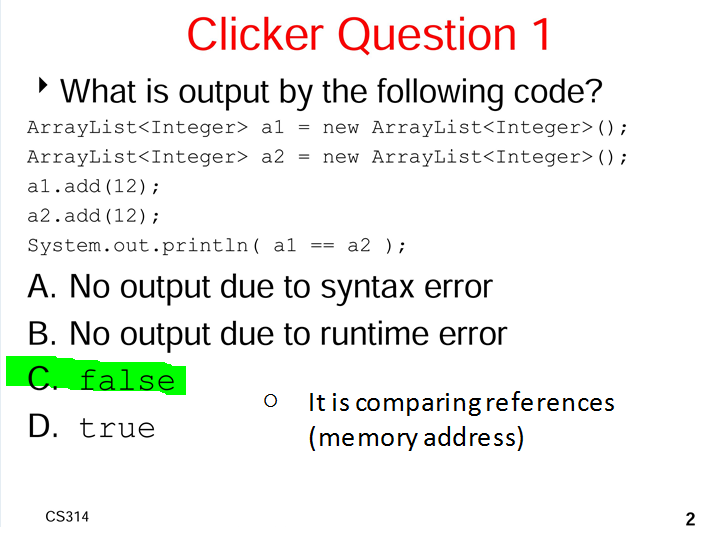 Clicker Question 1
What is output by the following code?
ArrayList<Integer> a1 = new ArrayList<Integer>();
ArrayList<Integer> a2 = new ArrayList<Integer>();
a1.add(12);
a2.add(12);
System.out.println( a1 == a2 );
A. No output due to syntax error
B. No output due to runtime error
C. false
D. true
It is comparing references
(memory address)
CS314
2